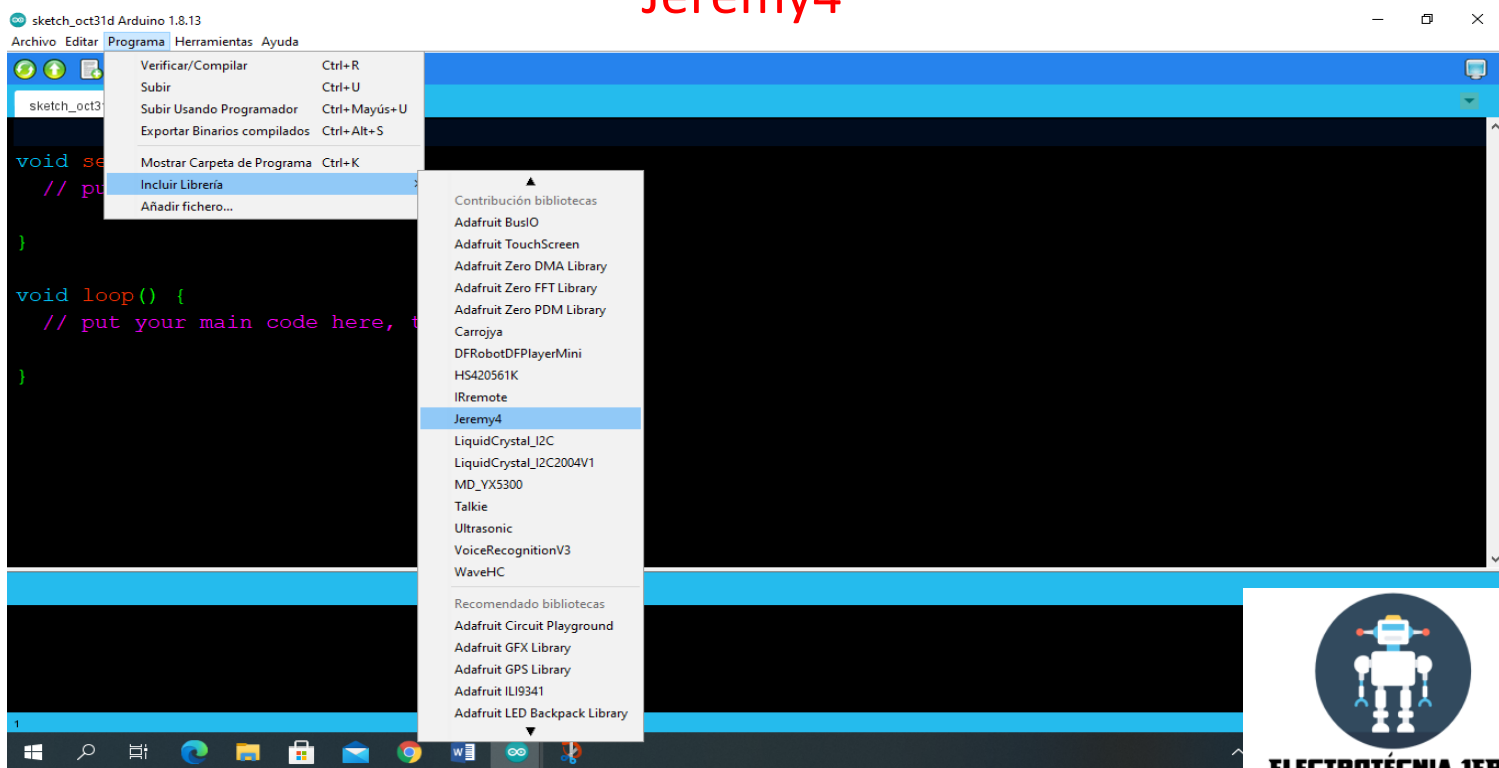 Jeremy4
sketch_oct31d Arduino 1.8.13
Archivo Editar Programa Herramientas Ayuda
Verificar/Compilar Ctrl+R
Subir Ctrl+U
Subir Usando Programador Ctrl+Mayús+U
Exportar Binarios compilados Ctrl+Alt+S
Mostrar Carpeta de Programa Ctrl+K
Incluir Librería
Añadir fichero...
sketch_oct3
void se
// pu
}
void loop() {
// put your main code here, t
}
Contribución bibliotecas
Adafruit BusIO
Adafruit TouchScreen
Adafruit Zero DMA Library
Adafruit Zero FFT Library
Adafruit Zero PDM Library
Carrojya
DFRobotDFPlayerMini
HS420561K
IRremote
Jeremy4
LiquidCrystal_I2C
LiquidCrystal_I2C2004V1
MD_YX5300
Talkie
Ultrasonic
VoiceRecognitionV3
WaveHC
Recomendado bibliotecas
Adafruit Circuit Playground
Adafruit GFX Library
Adafruit GPS Library
Adafruit ILI9341
Adafruit LED Backpack Library
1
ELECTROTÉCNIA